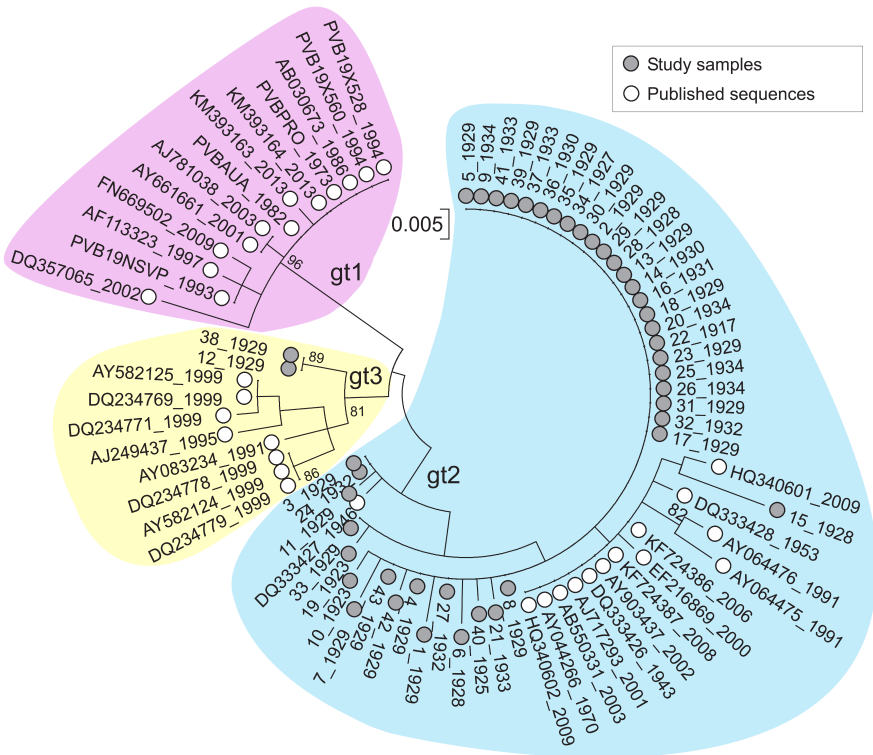 Study samples
Published sequences
PVB19X528_1994
PVB19X560_1994
AB030673_1986
PVBPRO_1973
KM393164_2013
KM393163_2013
PVBAUA_1982
AJ781038_2003
AY661661_2001
FN669502_2009
AF113323_1997
PVB19NSVP_1993
DQ357065_2002
96
gt1
0.005
38_1929
12_1929
89
AY582125_1999
DQ234769_1999
DQ234771_1999
AJ249437_1995
AY083234_1991
DQ234778_1999
AY582124_1999
DQ234779_1999
gt3
81
86
gt2
5_1929
9_1934
41_1933
39_1929
37_1933
36_1930
35_1929
34_1927
30_1929
2_1929
29_1929
28_1928
13_1929
14_1930
16_1931
18_1929
20_1934
22_1917
23_1929
25_1934
26_1934
31_1929
32_1932
17_1929
HQ340601_2009
15_1928
DQ333428_1953
82
AY064476_1991
AY064475_1991
KF724386_2006
EF216869_2000
KF724387_2008
AY903437_2002
DQ333426_1943
AJ717293_2001
AB550331_2003
AY044266_1970
HQ340602_2009
8_1929
21_1933
40_1925
6_1928
27_1932
1_1929
4_1929
42_1929
43_1929
7_1929
10_1923
19_1923
33_1929
DQ333427_1946
11_1929
24_1932
3_1929